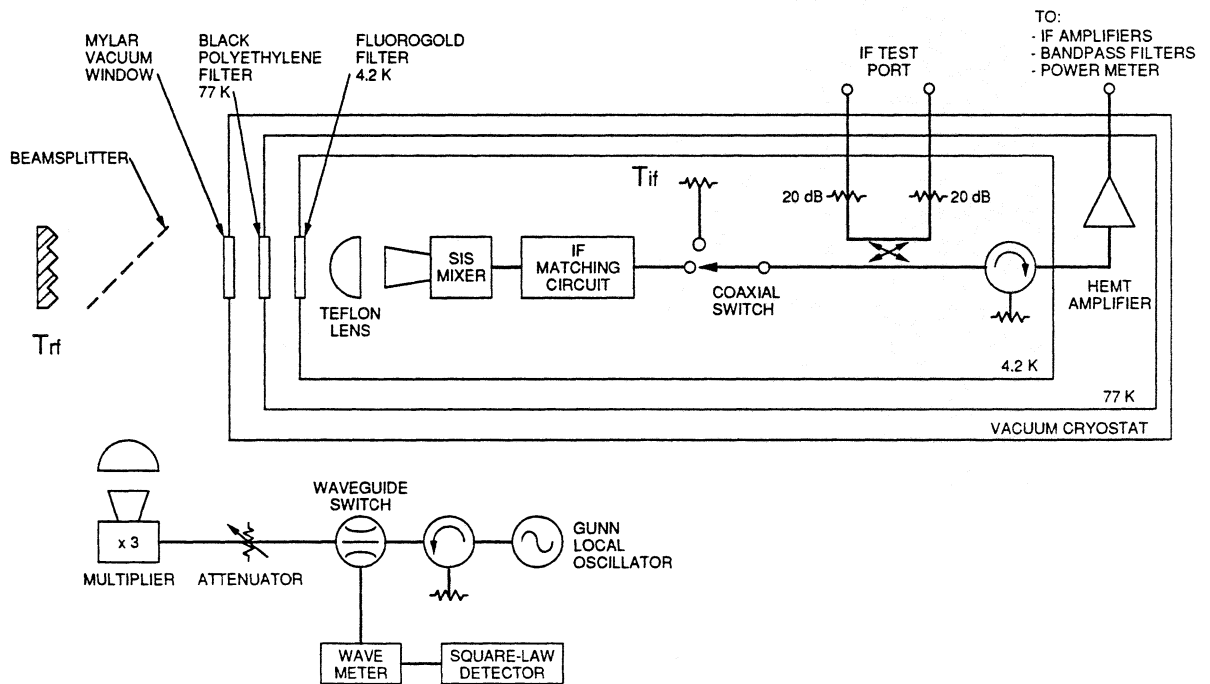 MYLAR
VACUUM
WINDOW
BLACK
POLYETHYLENE
FILTER
77 K
FLUOROGOLD
FILTER
4.2 K
IF TEST
PORT
TO:
- IF AMPLIFIERS
- BANDPASS FILTERS
- POWER METER
BEAMSPLITTER
Tif
20 dB
20 dB
SIS
MIXER
IF
MATCHING
CIRCUIT
TEFLON
LENS
COAXIAL
SWITCH
HEMT
AMPLIFIER
Trf
4.2 K
77 K
VACUUM CRYOSTAT
WAVEGUIDE
SWITCH
GUNN
LOCAL
OSCILLATOR
x 3
MULTIPLIER
ATTENUATOR
WAVE
METER
SQUARE-LAW
DETECTOR